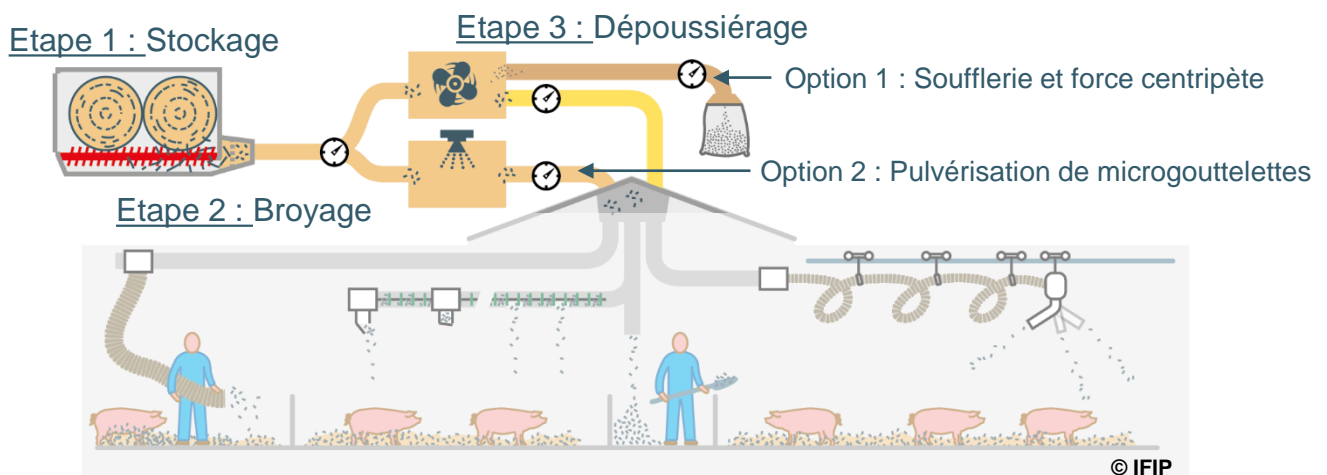 Etape 1 : Stockage
Etape 3 : Dépoussiérage
Option 1 : Soufflerie et force centripète
Option 2 : Pulvérisation de microgouttelettes
Etape 2 : Broyage
© IFIP